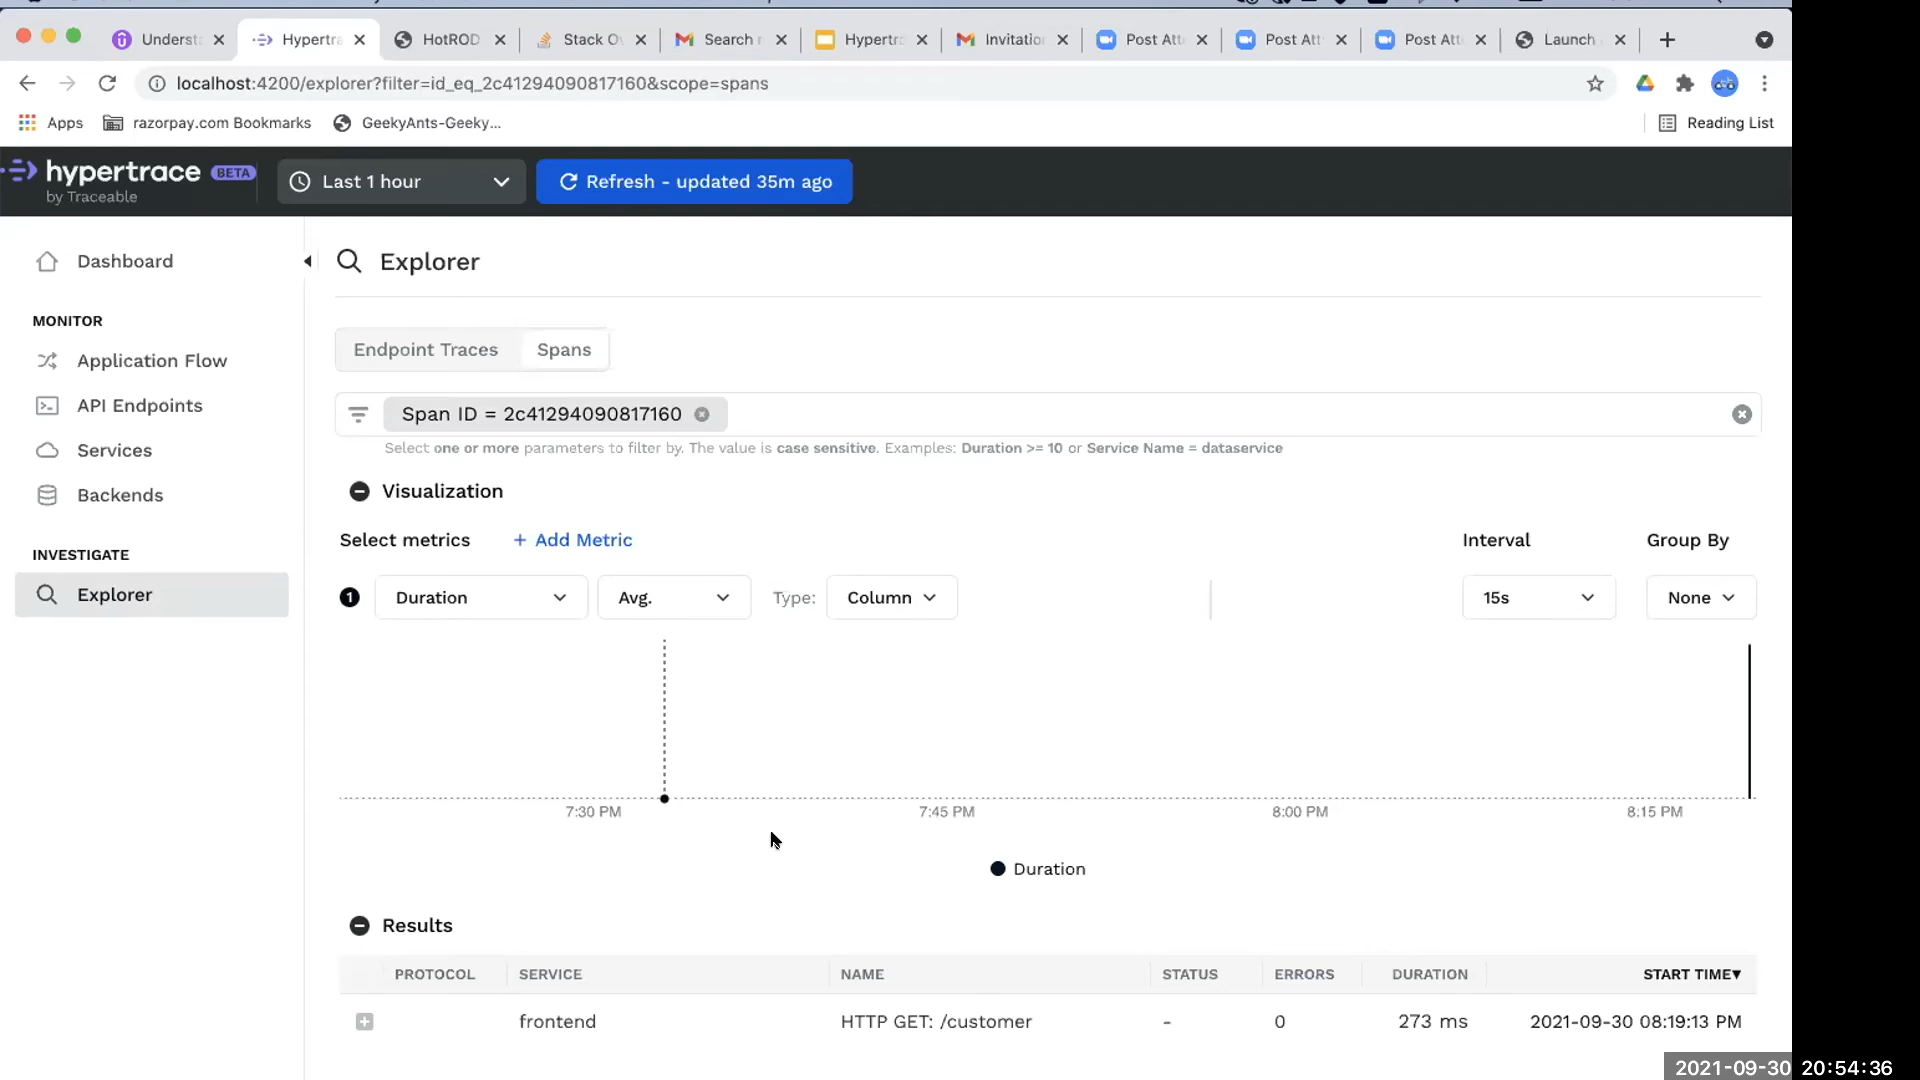 Underst
Hypertra
HotROD
Stack O
Search r
Hypertr
Invitation
Post Att
Post Att
Post Att
Launch
localhost:4200/explorer?filter=id_eq_2c41294090817160&scope=spans
Apps
razorpay.com Bookmarks
GeekyAnts-Geeky...
Reading List
hypertrace BETA
by Traceable
Last 1 hour
Refresh - updated 35m ago
Dashboard
MONITOR
Application Flow
API Endpoints
Services
Backends
INVESTIGATE
Explorer
Explorer
Endpoint Traces
Spans
Span ID = 2c41294090817160
Select one or more parameters to filter by. The value is case sensitive. Examples: Duration >= 10 or Service Name = dataservice
Visualization
Select metrics
+ Add Metric
Interval
Group By
1
Duration
Avg.
Type:
Column
15s
None
7:30 PM
7:45 PM
8:00 PM
8:15 PM
Duration
Results
PROTOCOL SERVICE NAME STATUS ERRORS DURATION START TIME▼
frontend HTTP GET: /customer - 0 273 ms 2021-09-30 08:19:13 PM
2021-09-30 20:54:36